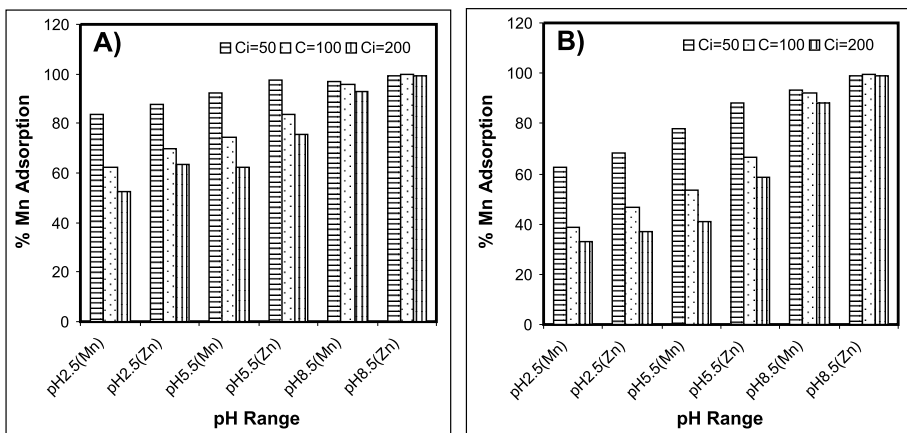 A)
Ci=50 C=100 Ci=200
120
100
80
60
40
20
0
% Mn Adsorption
pH2.5(Mn)
pH2.5(Zn)
pH5.5(Mn)
pH5.5(Zn)
pH8.5(Mn)
pH8.5(Zn)
pH Range
B)
Ci=50 C=100 Ci=200
120
100
80
60
40
20
0
% Mn Adsorption
pH2.5(Mn)
pH2.5(Zn)
pH5.5(Mn)
pH5.5(Zn)
pH8.5(Mn)
pH8.5(Zn)
pH Range